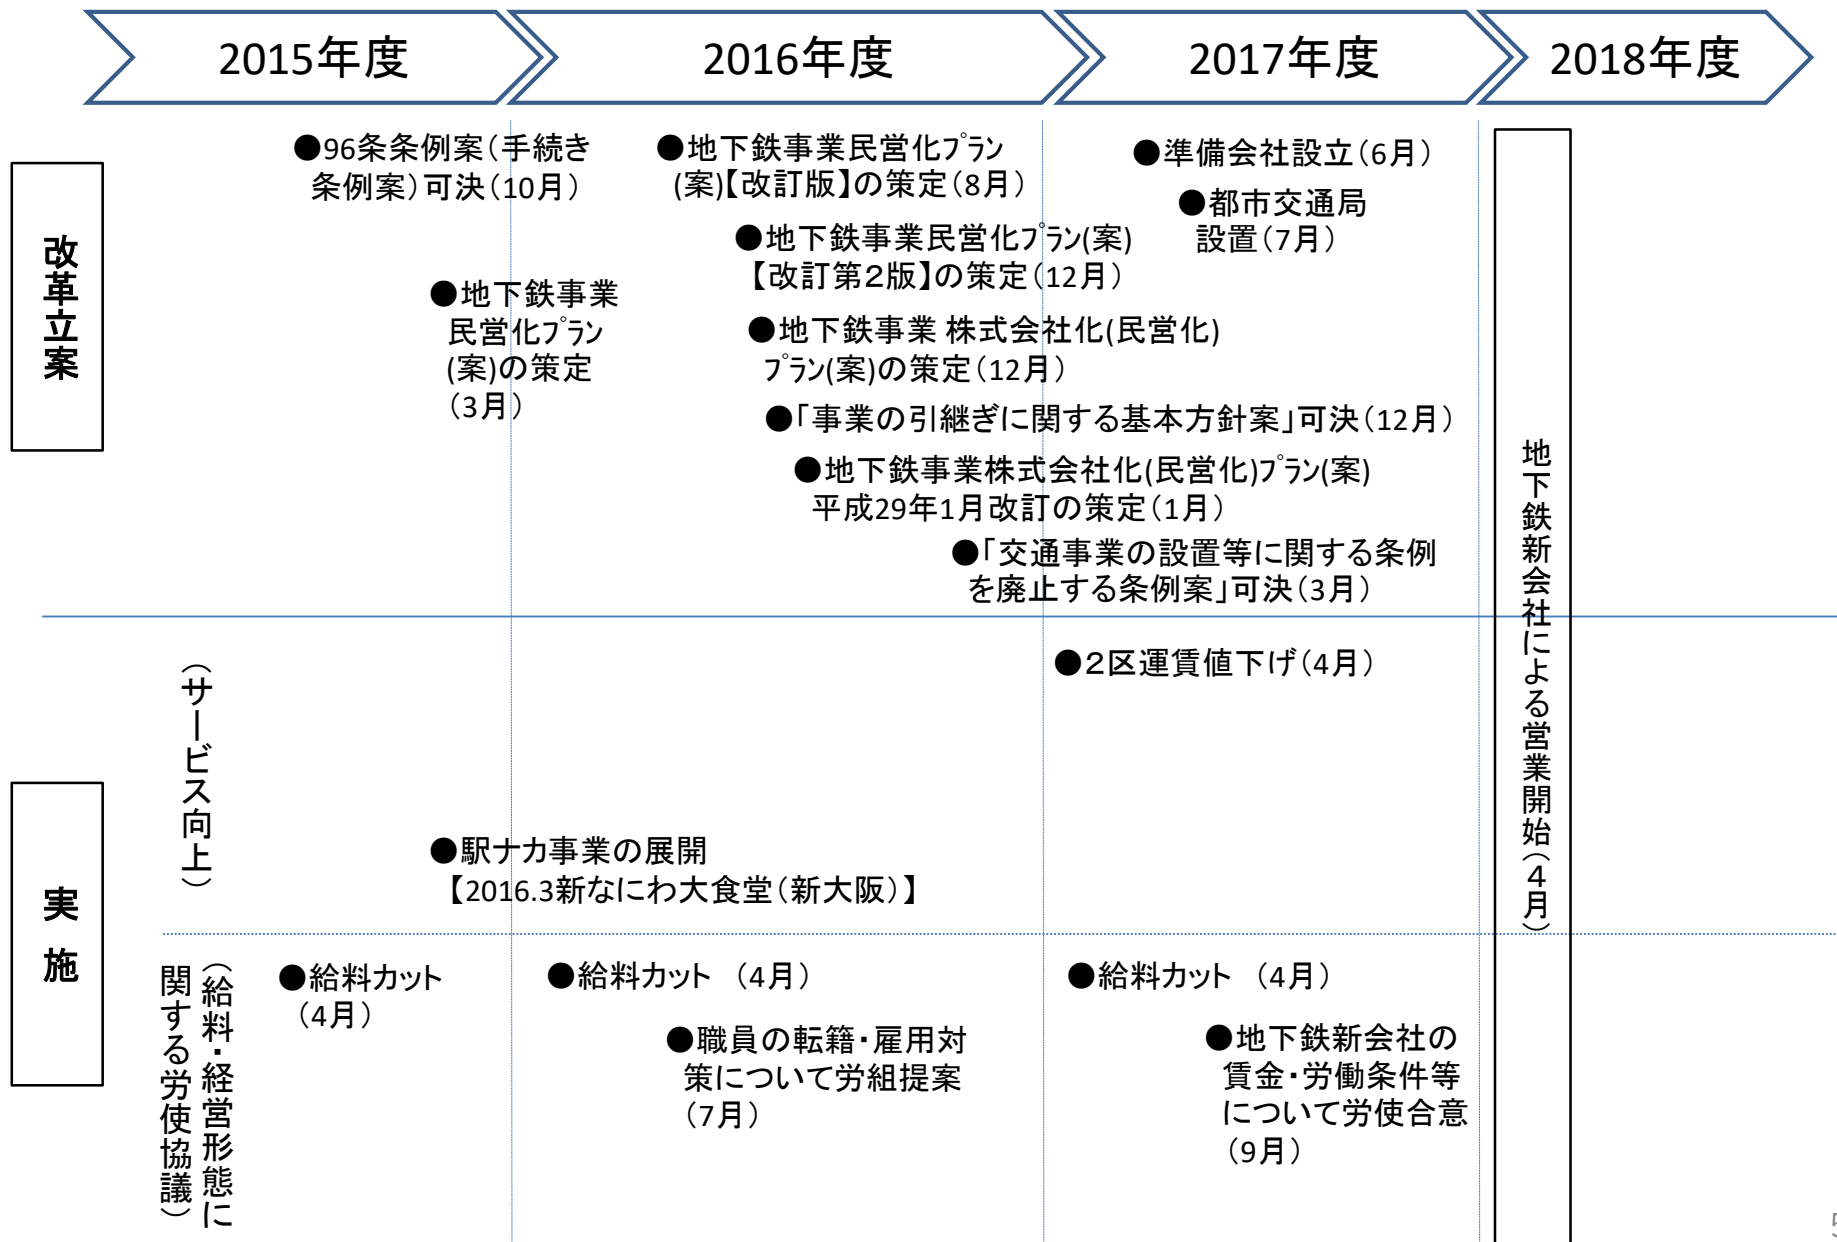 2015年度
2016年度
2017年度
2018年度
改革立案
●96条条例案（手続き
条例案）可決（10月）
●地下鉄事業
民営化プラン
(案)の策定
（3月）
●地下鉄事業民営化プラン
(案)【改訂版】の策定（8月）
●地下鉄事業民営化プラン(案)
【改訂第２版】の策定（12月）
●地下鉄事業 株式会社化(民営化)
プラン(案)の策定（12月）
●「事業の引継ぎに関する基本方針案」可決（12月）
●地下鉄事業株式会社化(民営化)プラン(案)
平成29年1月改訂の策定（1月）
●「交通事業の設置等に関する条例
を廃止する条例案」可決（3月）
●準備会社設立（6月）
●都市交通局
設置（7月）
地下鉄新会社による営業開始（４月）
実施
（サービス向上）
●２区運賃値下げ（4月）
●駅ナカ事業の展開
【2016.3新なにわ大食堂（新大阪）】
（給料・経営形態に
関する労使協議）
●給料カット
（4月）
●給料カット （4月）
●職員の転籍・雇用対
策について労組提案
（7月）
●給料カット （4月）
●地下鉄新会社の
賃金・労働条件等
について労使合意
（9月）